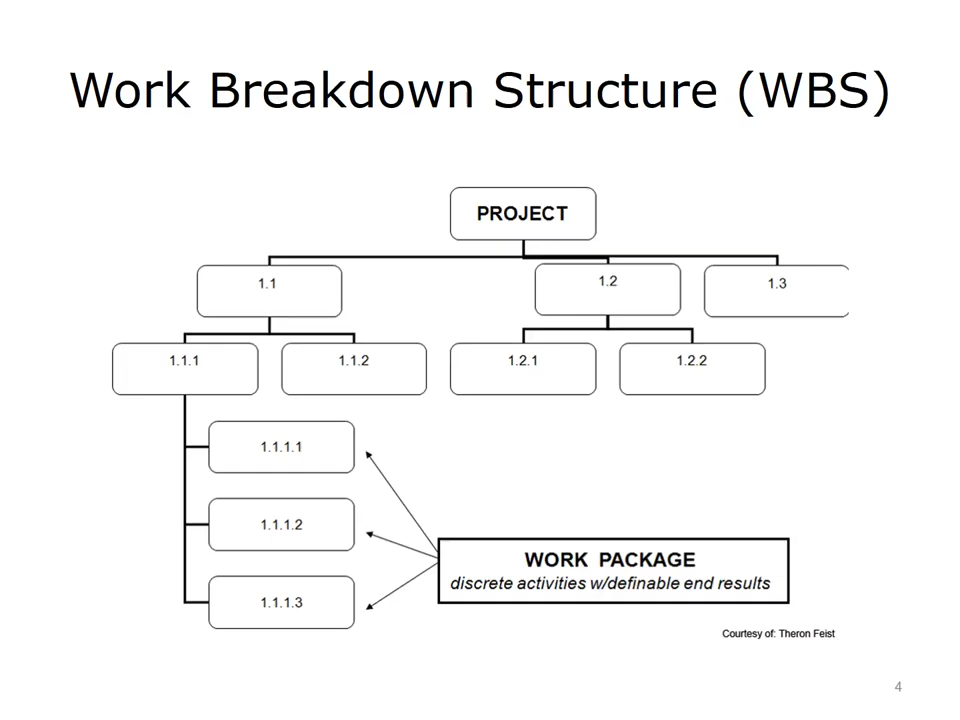 Work Breakdown Structure (WBS)
PROJECT
1.1
1.2
1.3
1.1.1
1.1.2
1.2.1
1.2.2
1.1.1.1
1.1.1.2
1.1.1.3
WORK PACKAGE
discrete activities w/definable end results
Courtesy of: Theron Feist
4